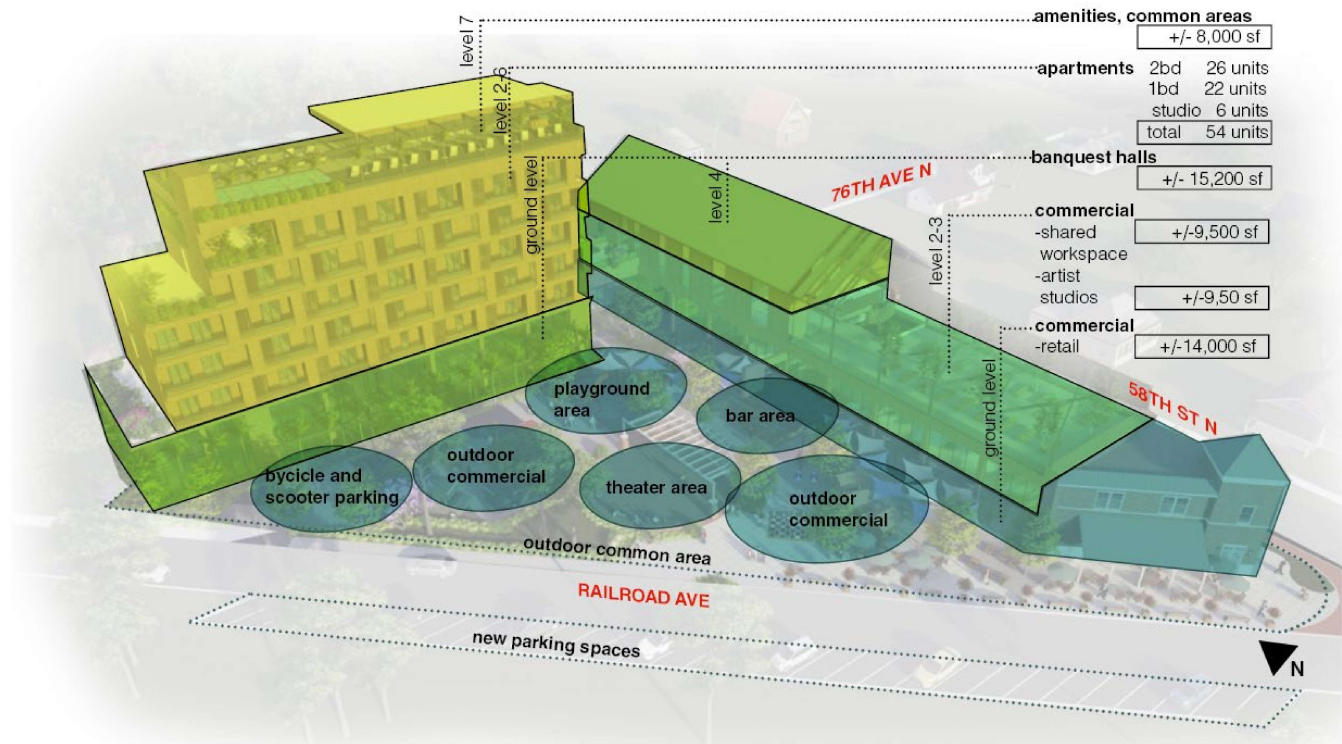 level 7
amenities, common areas
+/- 8,000 sf
level 2-6
apartments 2bd 26 units
1bd 22 units
studio 6 units
total 54 units
ground level
level 4
banquest halls
+/- 15,200 sf
76TH AVE N
level 2-3
commercial
-shared +/-9,500 sf
workspace
-artist
studios +/-9,50 sf
ground level
commercial
-retail +/-14,000 sf
58TH ST N
playground
area
bar area
bycicle and
scooter parking
outdoor
commercial
theater area
outdoor
commercial
outdoor common area
RAILROAD AVE
new parking spaces
N